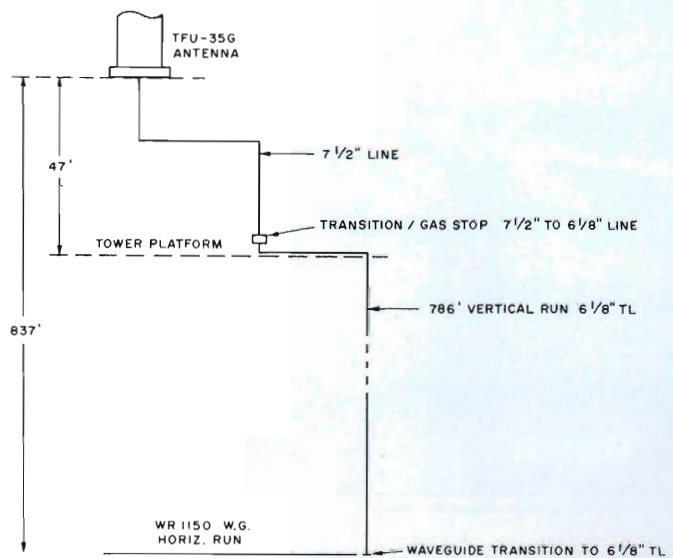 TFU-35G
ANTENNA
47'
7 1/2" LINE
TRANSITION / GAS STOP 7 1/2" TO 6 1/8" LINE
TOWER PLATFORM
786' VERTICAL RUN 6 1/8" TL
837'
WR 1150 W.G.
HORIZ. RUN
WAVEGUIDE TRANSITION TO 6 1/8" TL